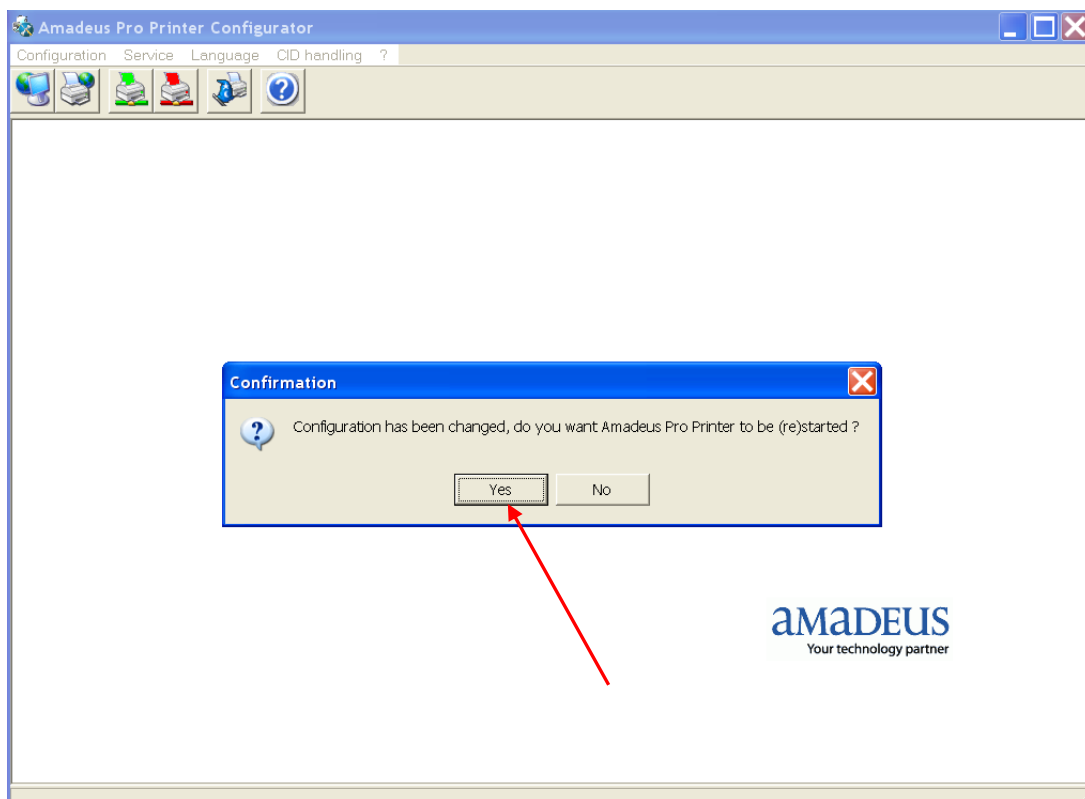 Amadeus Pro Printer Configurator
Configuration Service Language CID handling ?
Confirmation
Configuration has been changed, do you want Amadeus Pro Printer to be (re)started ?
Yes No
amadeus
Your technology partner